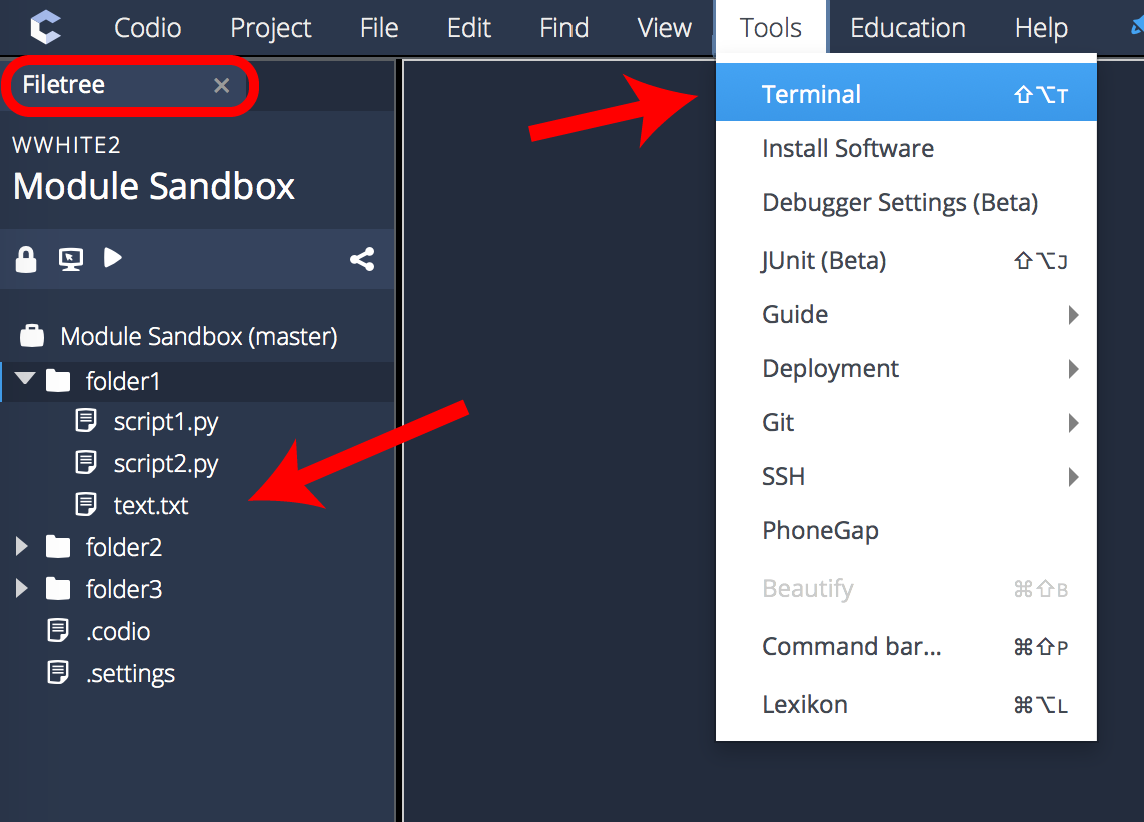 Codio Project File Edit Find View Tools Education Help
Filetree ×
WWHITE2
Module Sandbox
Module Sandbox (master)
folder1
script1.py
script2.py
text.txt
folder2
folder3
.codio
.settings
Terminal ⇧⌥T
Install Software
Debugger Settings (Beta)
JUnit (Beta) ⇧⌥J
Guide
Deployment
Git
SSH
PhoneGap
Beautify ⌘⇧B
Command bar... ⌘⇧P
Lexikon ⌘⌥L